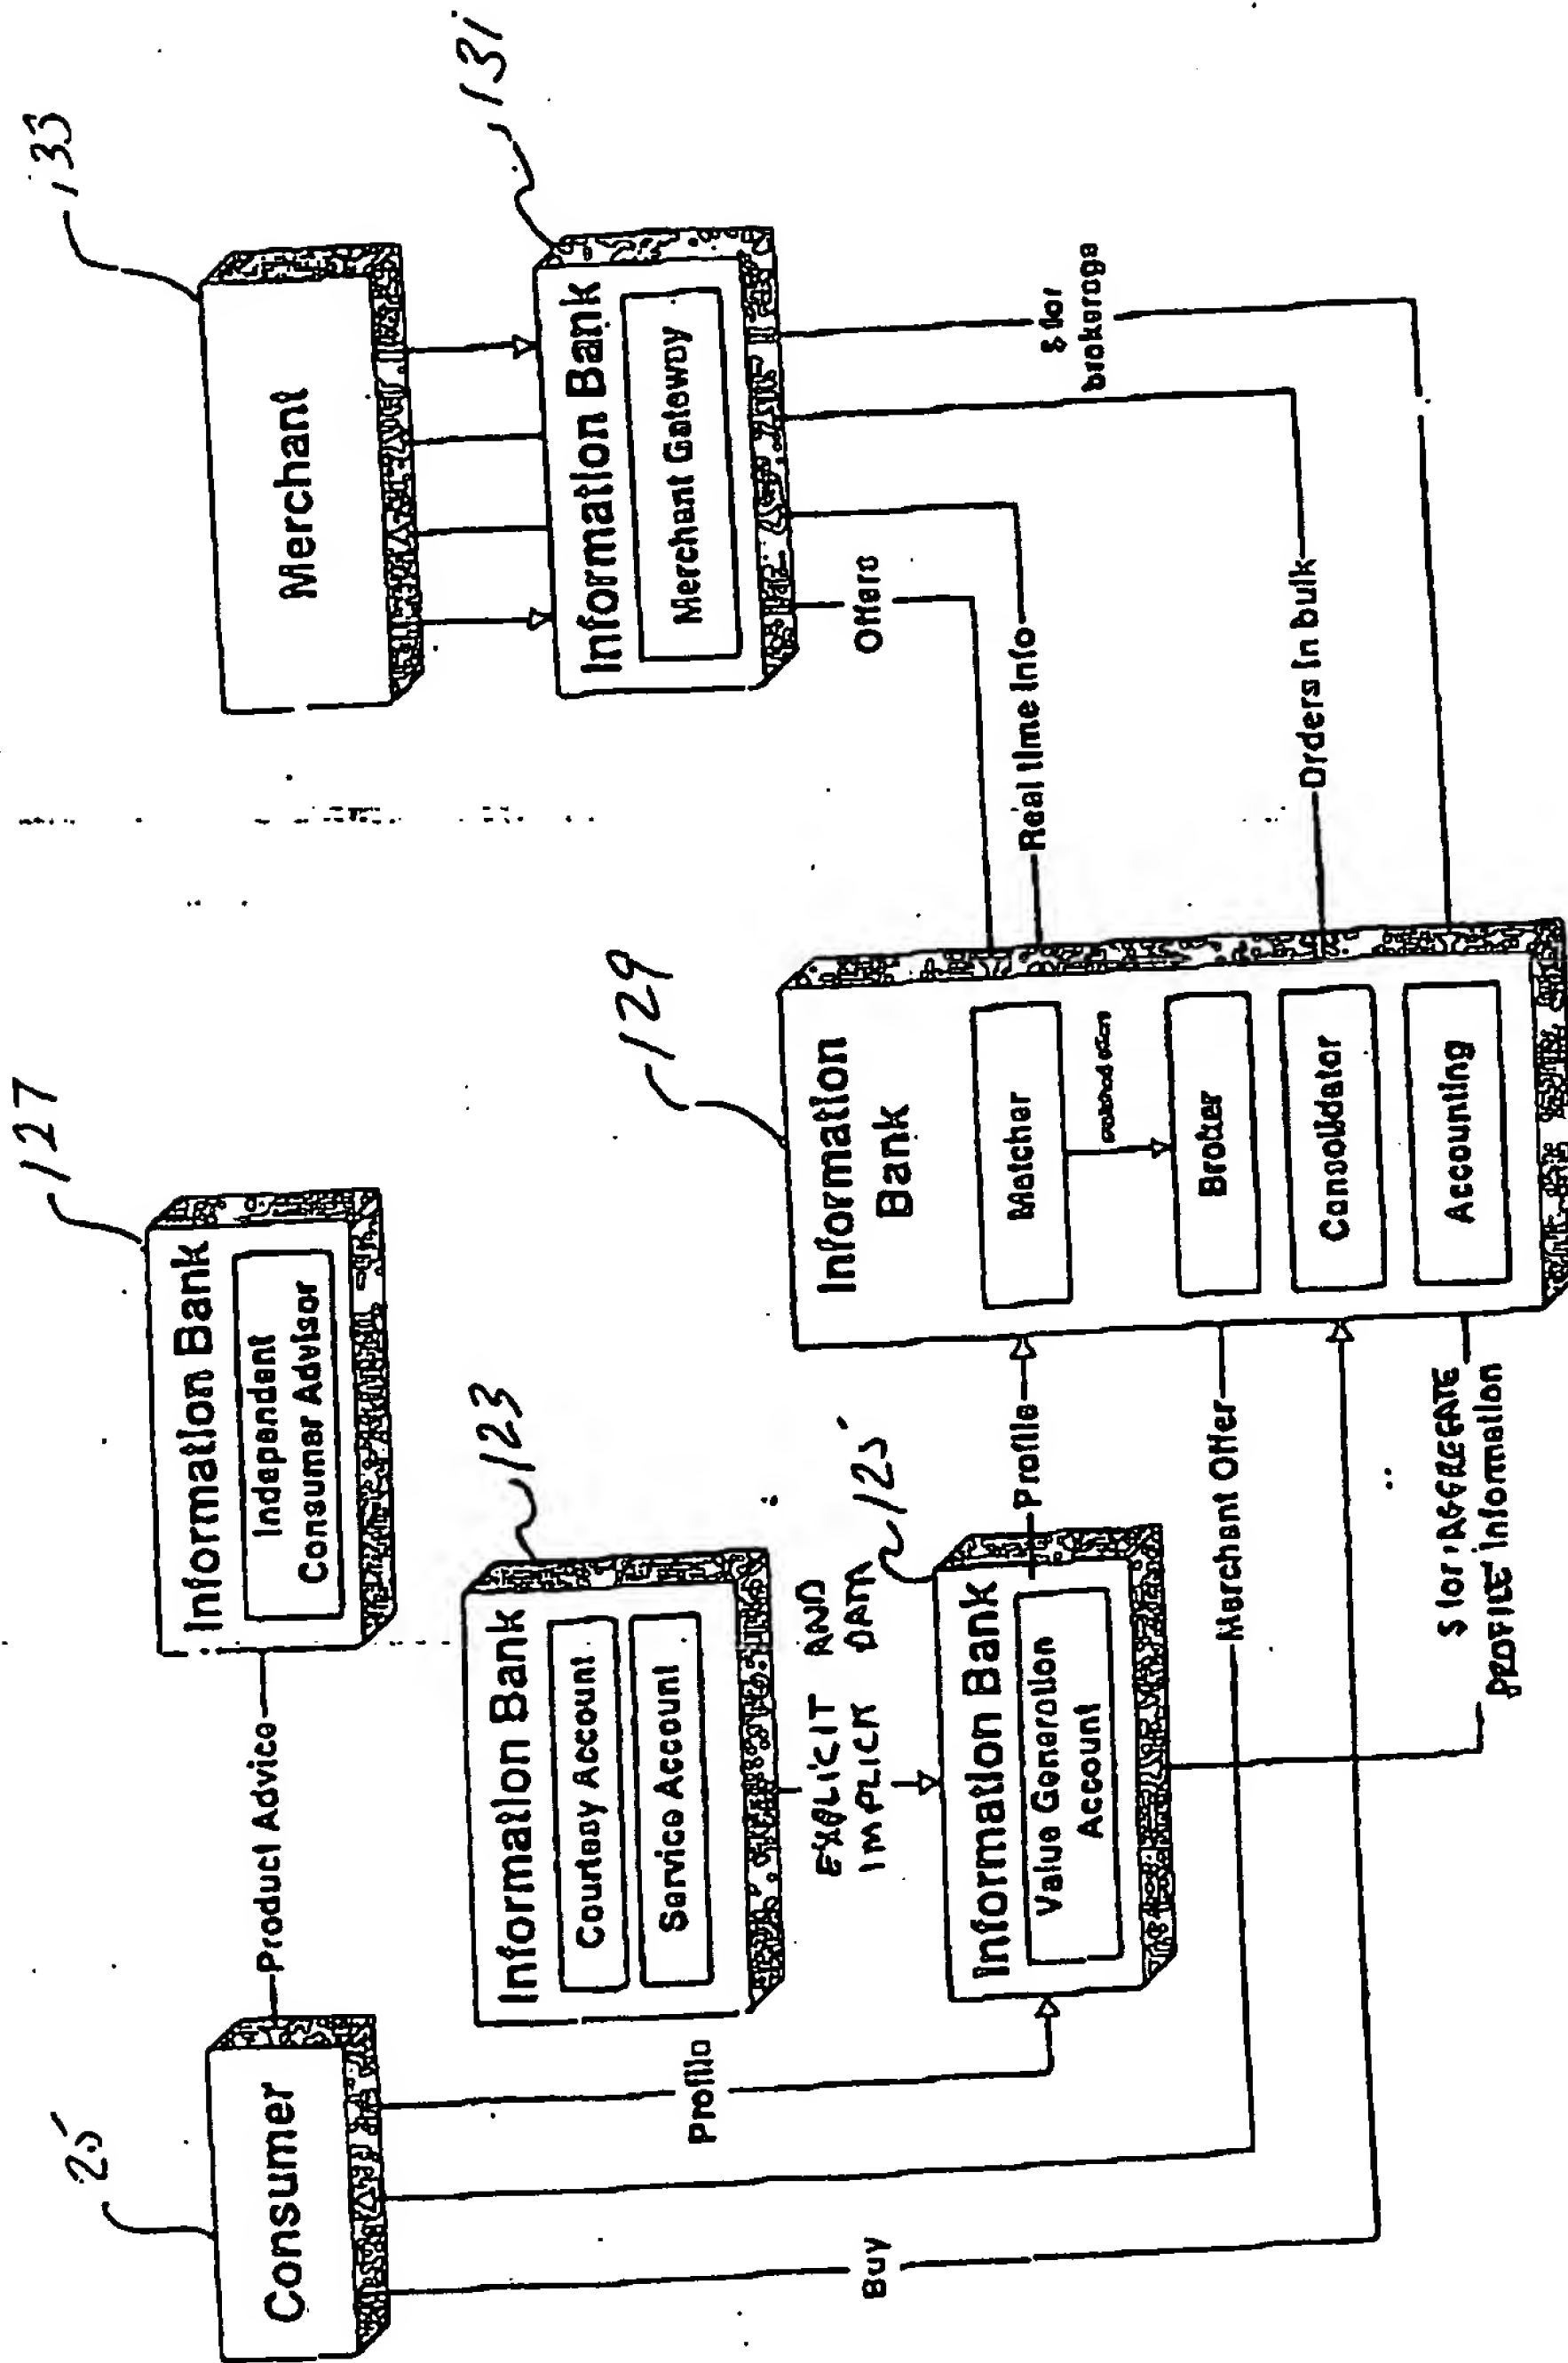 25
Consumer
Product Advice
127
Information Bank
Independent
Consumer Advisor
133
Merchant
131
Information Bank
Merchant Gateway
123
Information Bank
Courtesy Account
Service Account
EXPLICIT AND
IMPLICIT DATA
125
Information Bank
Value Generation
Account
Profile
Profile
Merchant Offer
Buy
$ for AGGREGATE
PROFILE Information
129
Information
Bank
Matcher
matched offers
Broker
Consolidator
Accounting
Offers
Real time Info
Orders in bulk
$ for
brokerage